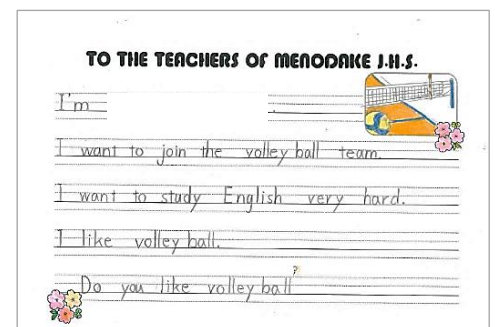 TO THE TEACHERS OF MENODAKE J.H.S.
I'm .
I want to join the volley ball team.
I want to study English very hard.
I like volley ball.
Do you like volley ball?